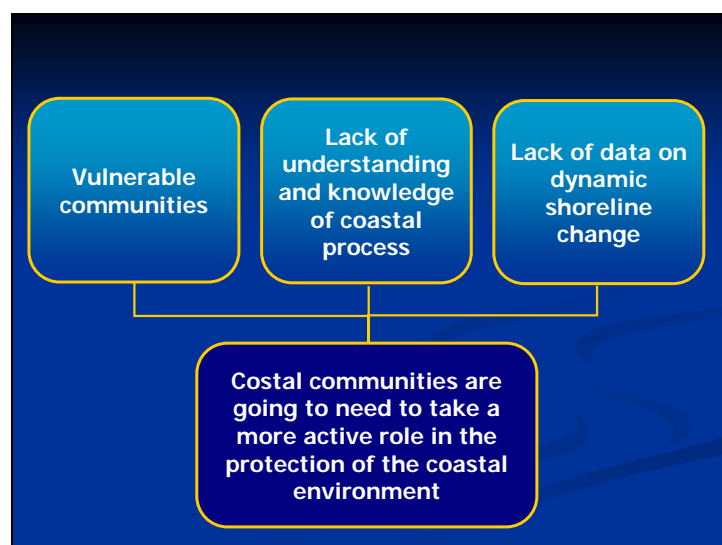 Vulnerable
communities
Lack of
understanding
and knowledge
of coastal
process
Lack of data on
dynamic
shoreline
change
Costal communities are
going to need to take a
more active role in the
protection of the coastal
environment